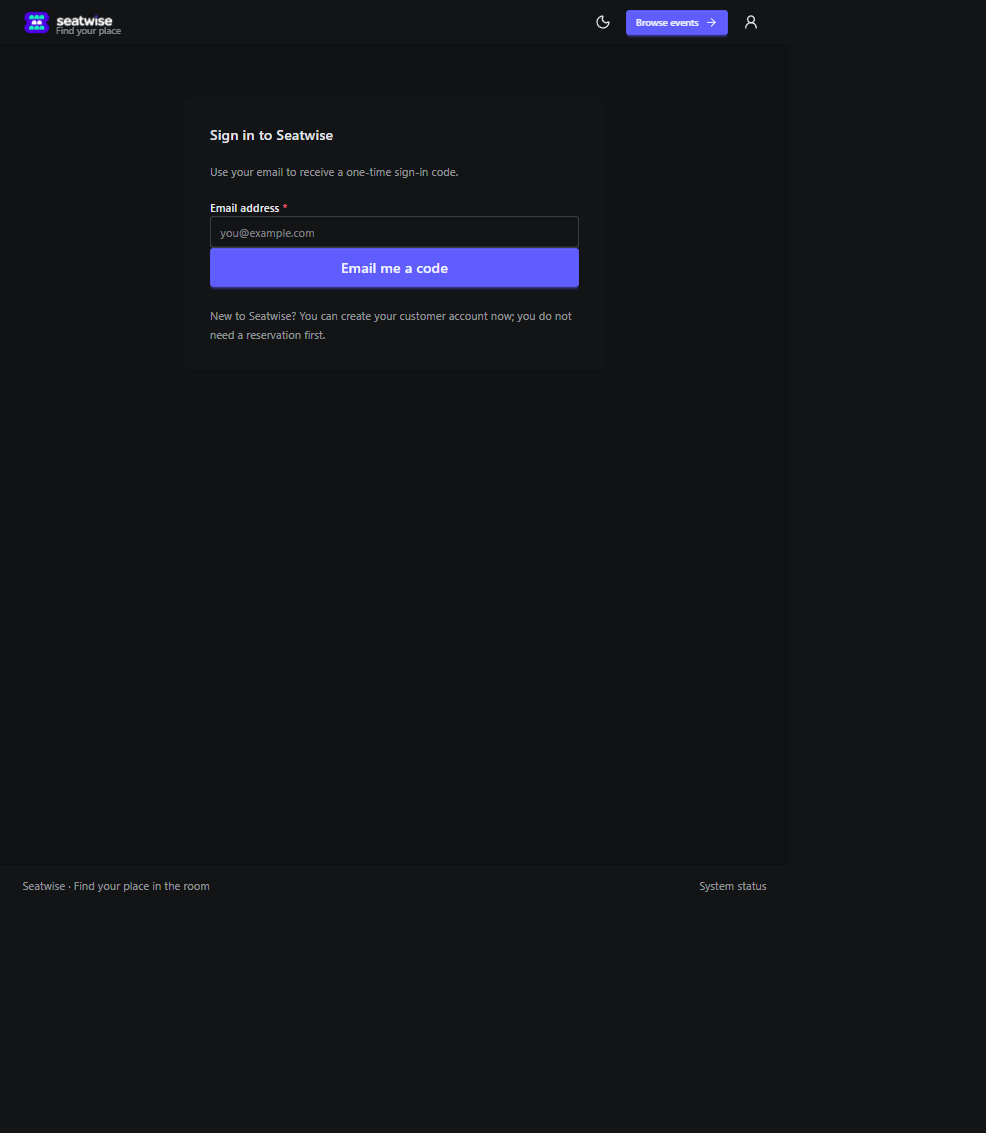 seatwise
Find your place
Browse events
Sign in to Seatwise
Use your email to receive a one-time sign-in code.
Email address *
you@example.com
Email me a code
New to Seatwise? You can create your customer account now; you do not
need a reservation first.
Seatwise · Find your place in the room
System status